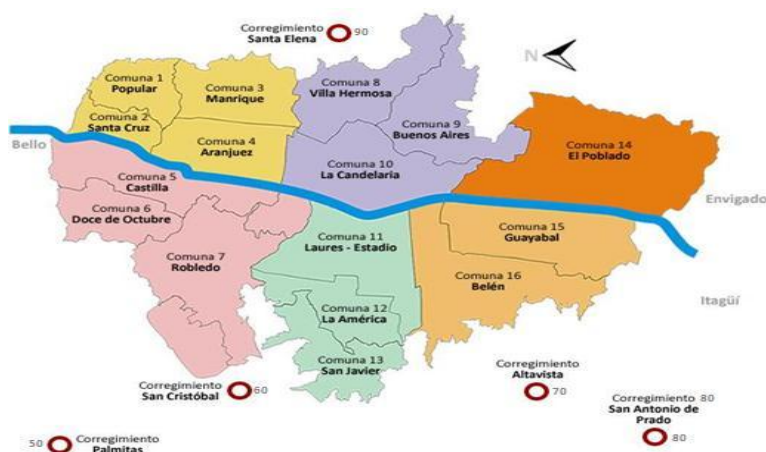 Corregimiento
Santa Elena
90
N
Comuna 1
Popular
Comuna 3
Manrique
Comuna 8
Villa Hermosa
Comuna 2
Santa Cruz
Comuna 9
Buenos Aires
Comuna 4
Aranjuez
Comuna 14
El Poblado
Bello
Comuna 10
La Candelaria
Comuna 5
Castilla
Envigado
Comuna 6
Doce de Octubre
Comuna 11
Laures - Estadio
Comuna 15
Guayabal
Comuna 7
Robledo
Comuna 16
Belén
Itagüí
Comuna 12
La América
Comuna 13
San Javier
Corregimiento
San Cristóbal
60
Corregimiento
Altavista
70
Corregimiento 80
San Antonio de
Prado
80
50
Corregimiento
Palmitas